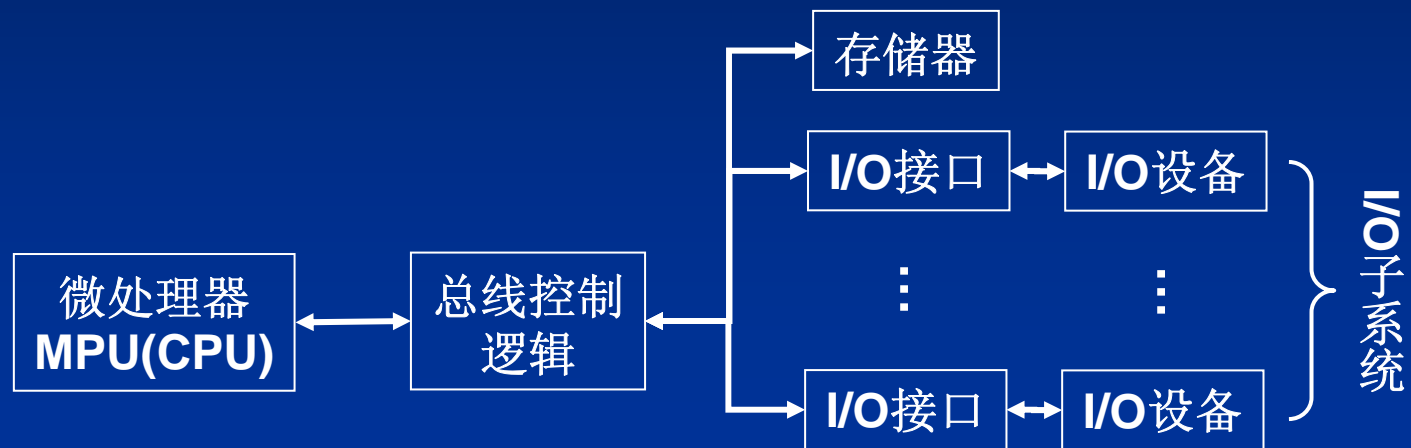 存储器
I/O接口
I/O设备
微处理器
MPU(CPU)
总线控制
逻辑
⋮
⋮
I/O子系统
I/O接口
I/O设备